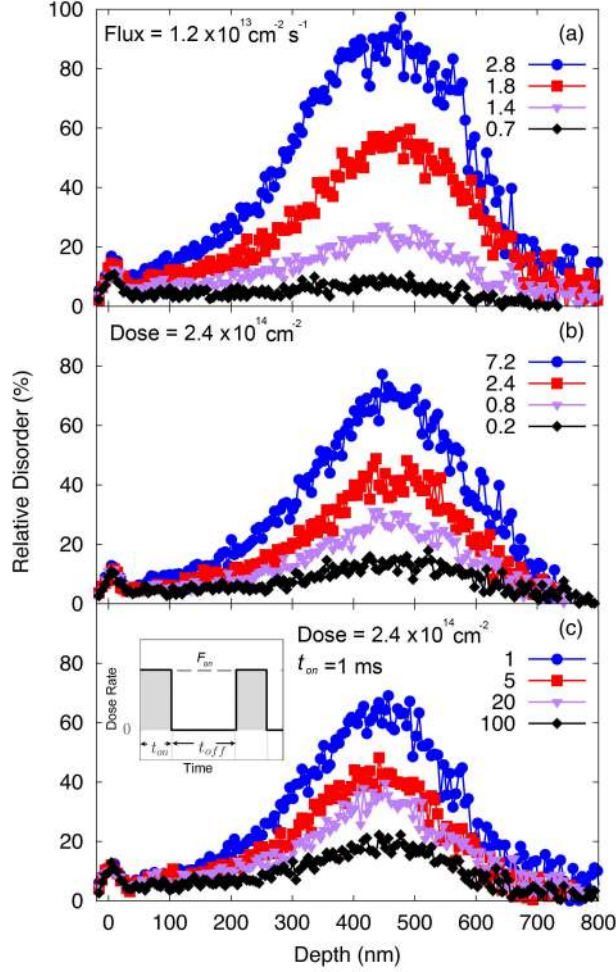 100
Flux = 1.2 x10¹³cm⁻² s⁻¹
(a)
2.8
1.8
1.4
0.7
80
60
40
20
0
Dose = 2.4 x10¹⁴cm⁻²
(b)
7.2
2.4
0.8
0.2
80
60
40
20
0
Relative Disorder (%)
Dose = 2.4 x10¹⁴cm⁻²
(c)
t_on = 1 ms
1
5
20
100
80
60
40
20
0
Dose Rate
F_on
0
t_on
t_off
Time
0 100 200 300 400 500 600 700 800
Depth (nm)